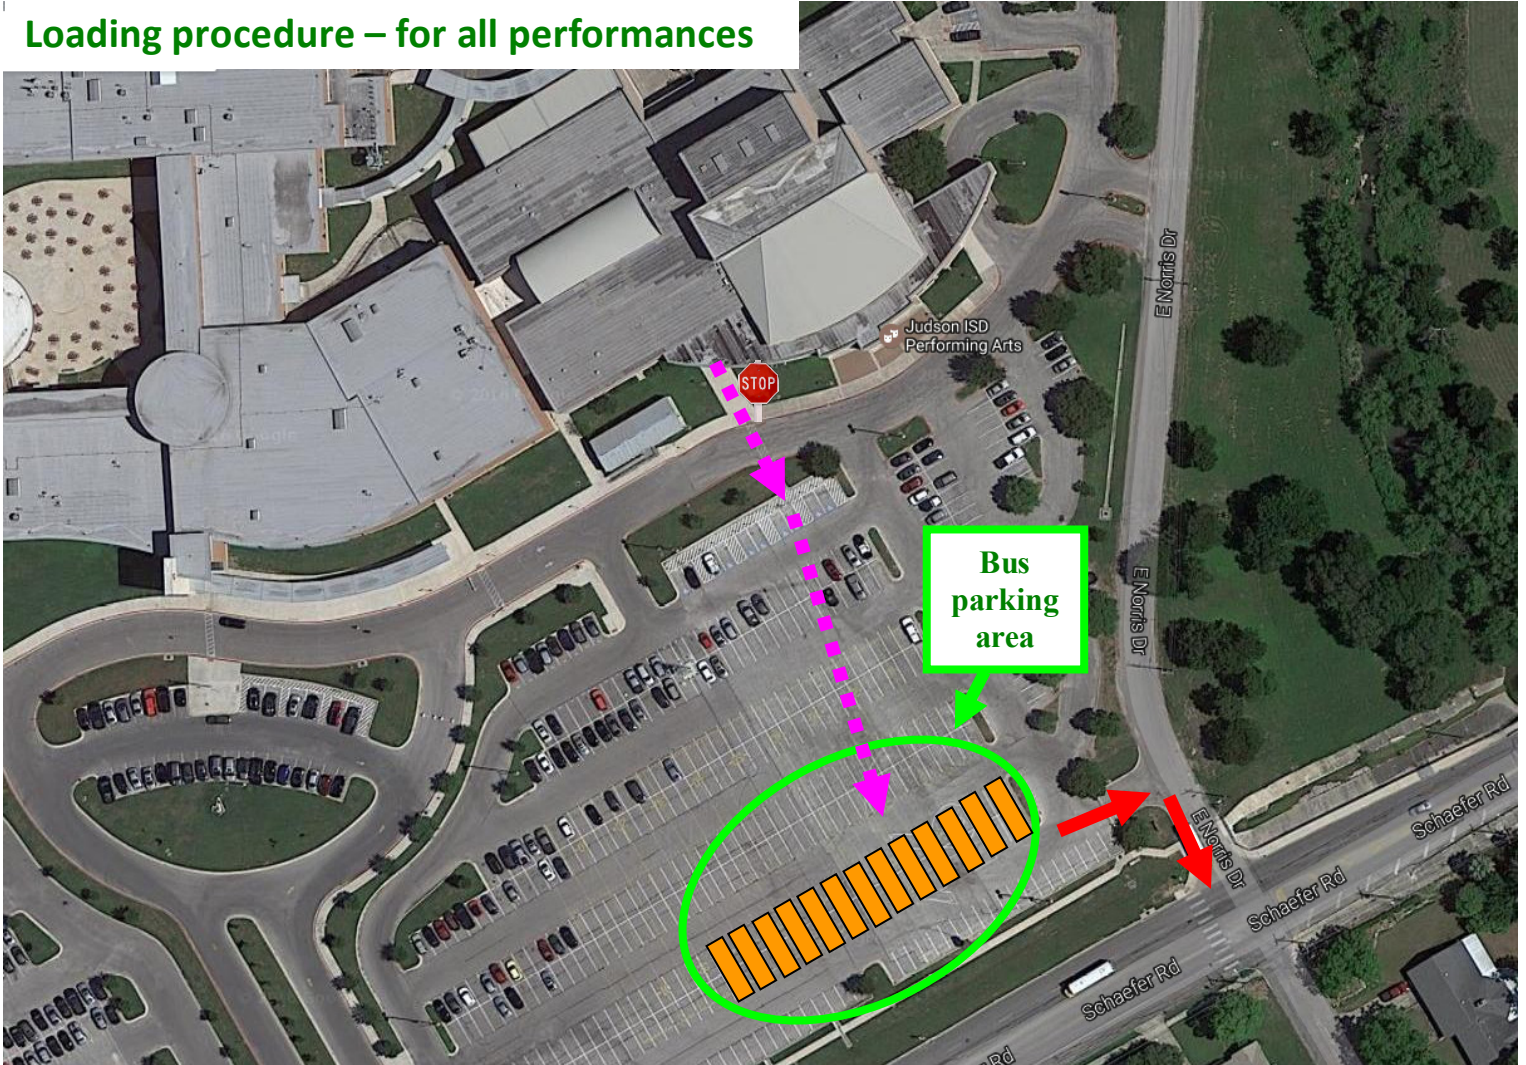 Loading procedure – for all performances
E Norris Dr
Judson ISD
Performing Arts
STOP
Bus
parking
area
E Norris Dr
E Norris Dr
Schaefer Rd
Schaefer Rd
Schaefer Rd
Rd